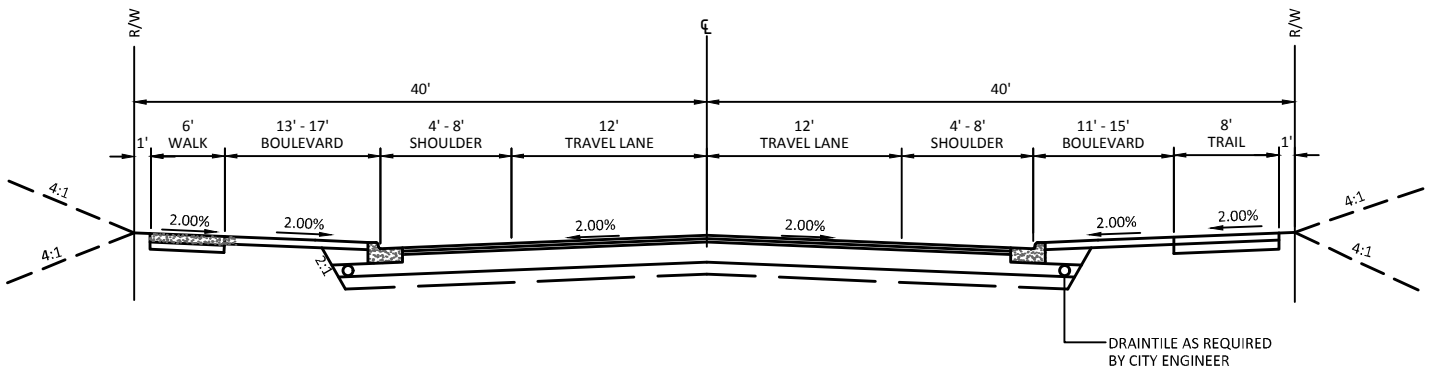 R/W
℄
R/W
40'
40'
1'
6'
WALK
13' - 17'
BOULEVARD
4' - 8'
SHOULDER
12'
TRAVEL LANE
12'
TRAVEL LANE
4' - 8'
SHOULDER
11' - 15'
BOULEVARD
8'
TRAIL
1'
4:1
4:1
2.00%
2.00%
2.00%
2.00%
2.00%
2.00%
4:1
4:1
2:1
DRAINTILE AS REQUIRED
BY CITY ENGINEER